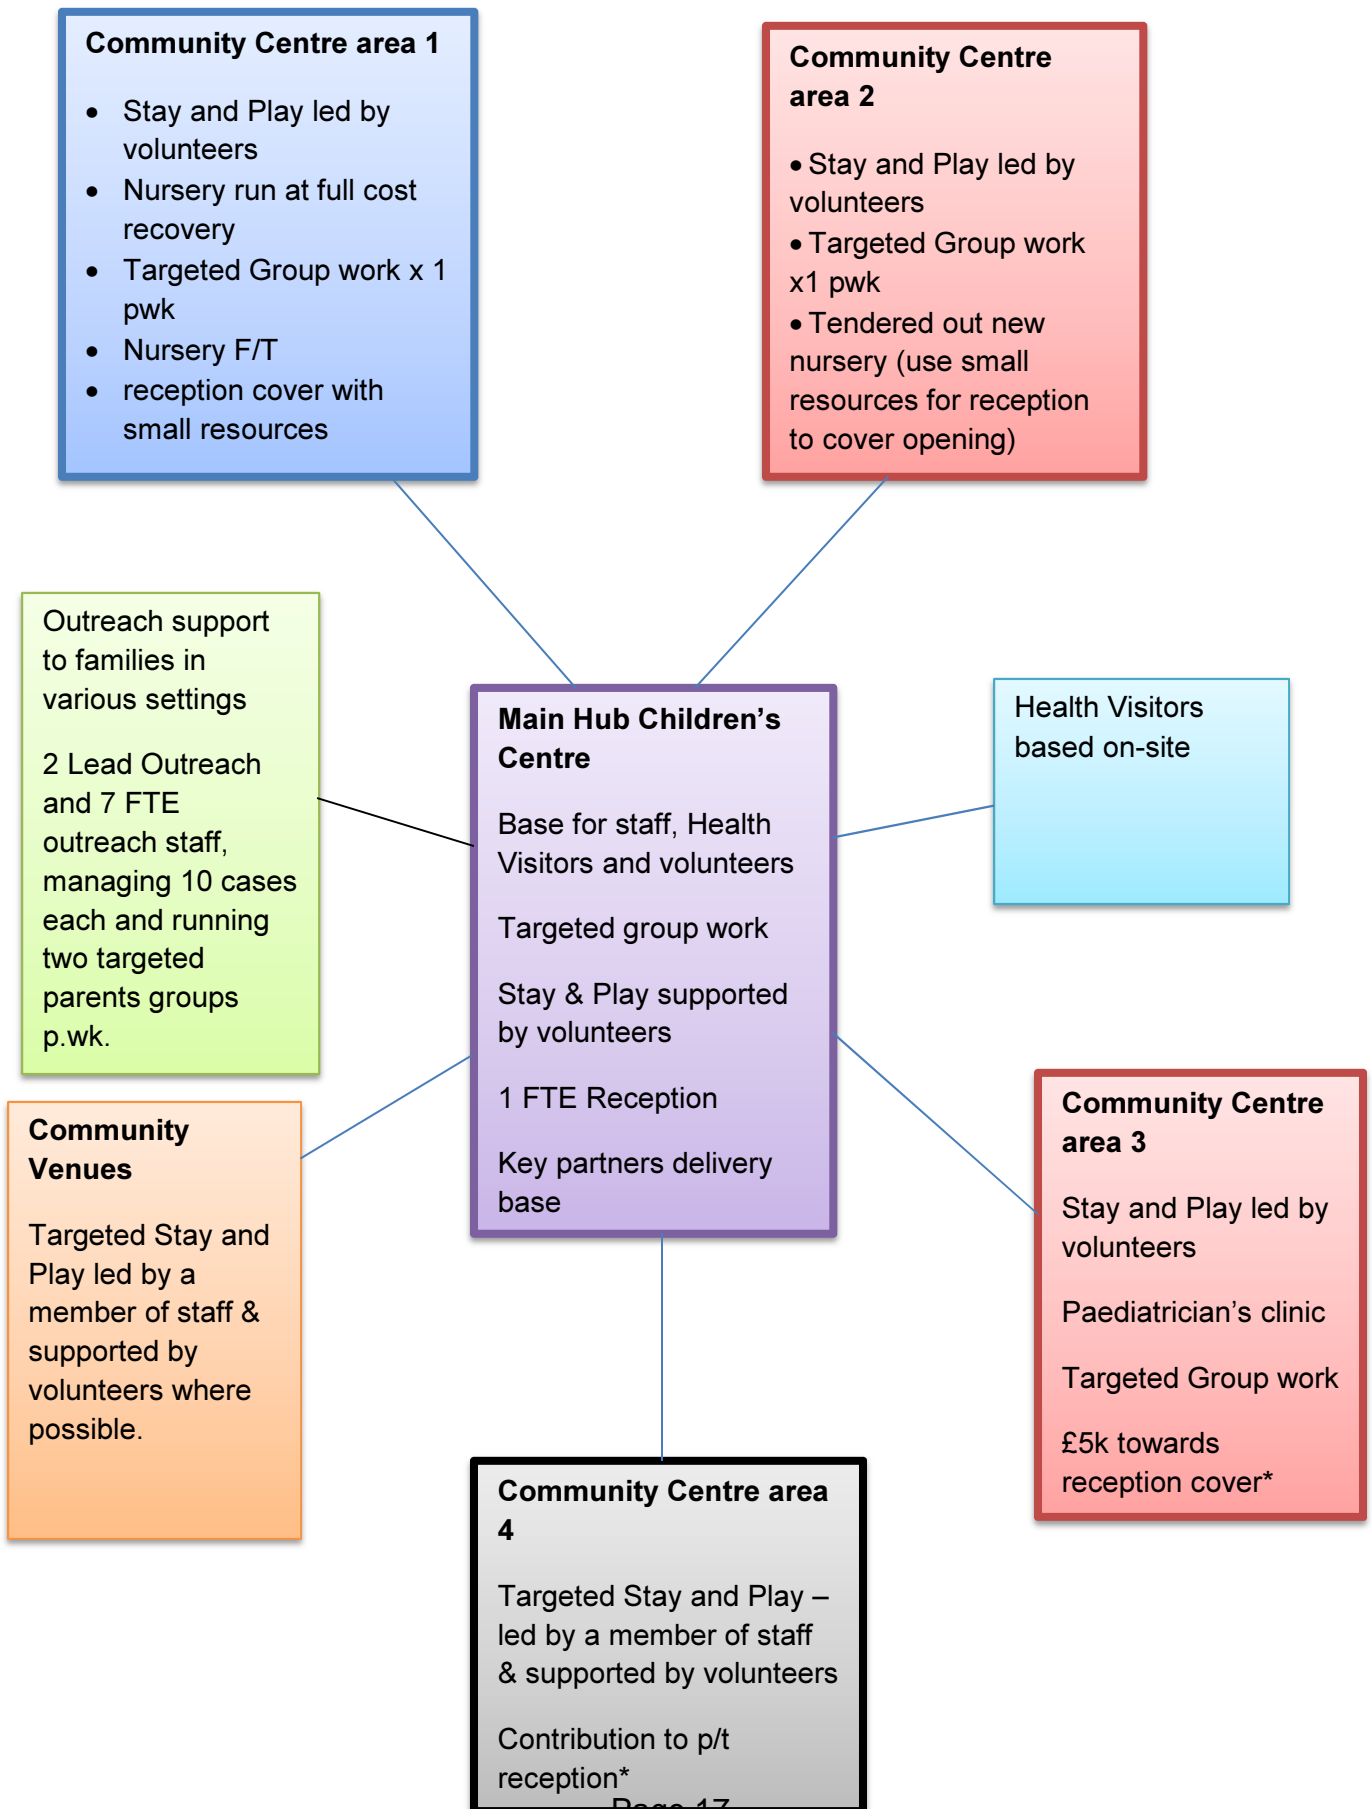 Community Centre area 1
• Stay and Play led by
volunteers
• Nursery run at full cost
recovery
• Targeted Group work x 1
pwk
• Nursery F/T
• reception cover with
small resources
Community Centre
area 2
• Stay and Play led by
volunteers
• Targeted Group work
x1 pwk
• Tendered out new
nursery (use small
resources for reception
to cover opening)
Outreach support
to families in
various settings
2 Lead Outreach
and 7 FTE
outreach staff,
managing 10 cases
each and running
two targeted
parents groups
p.wk.
Main Hub Children’s
Centre
Base for staff, Health
Visitors and volunteers
Targeted group work
Stay & Play supported
by volunteers
1 FTE Reception
Key partners delivery
base
Health Visitors
based on-site
Community
Venues
Targeted Stay and
Play led by a
member of staff &
supported by
volunteers where
possible.
Community Centre
area 3
Stay and Play led by
volunteers
Paediatrician’s clinic
Targeted Group work
£5k towards
reception cover*
Community Centre area
4
Targeted Stay and Play –
led by a member of staff
& supported by volunteers
Contribution to p/t
reception*
Page 17